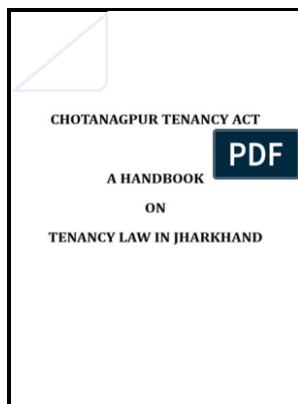 CHOTANAGPUR TENANCY ACT
PDF
A HANDBOOK
ON
TENANCY LAW IN JHARKHAND